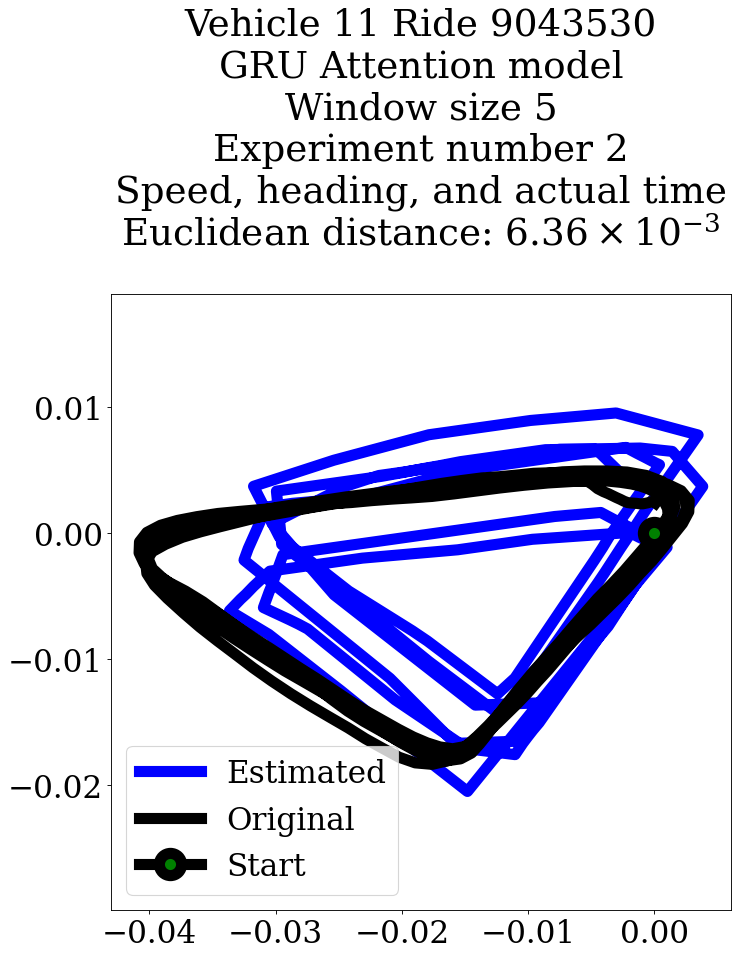 Vehicle 11 Ride 9043530
GRU Attention model
Window size 5
Experiment number 2
Speed, heading, and actual time
Euclidean distance: 6.36 × 10⁻³
0.01
0.00
−0.01
−0.02
Estimated
Original
Start
−0.04 −0.03 −0.02 −0.01 0.00